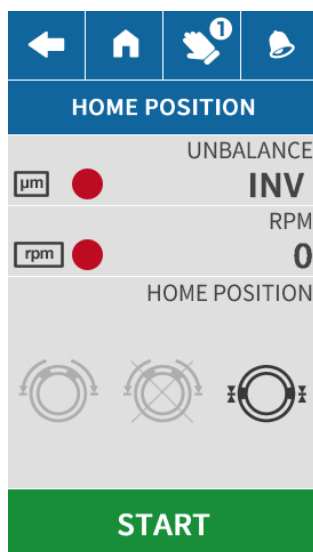 1
HOME POSITION
UNBALANCE
µm
INV
RPM
rpm
0
HOME POSITION
START